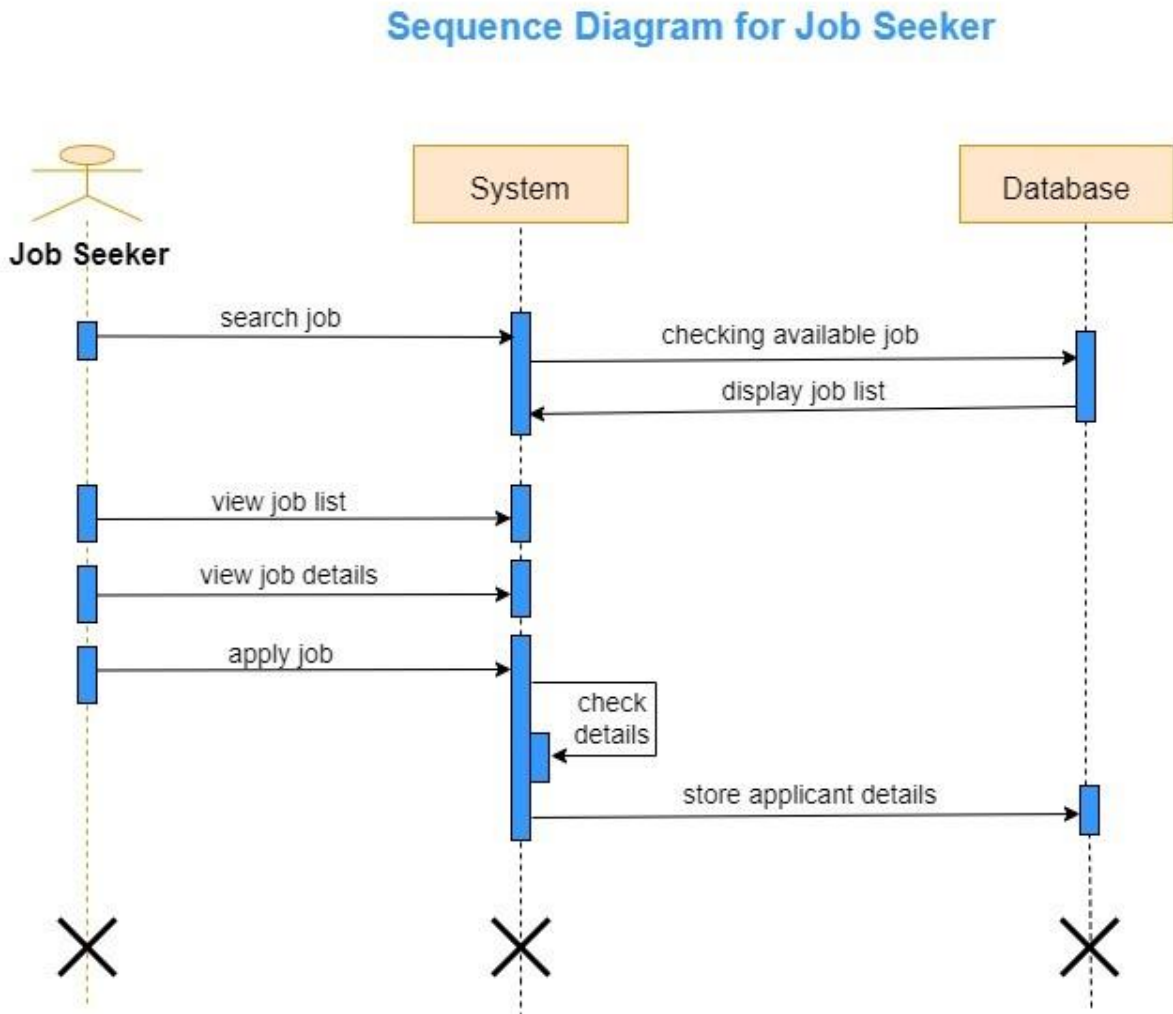 Sequence Diagram for Job Seeker
System
Database
Job Seeker
search job
checking available job
display job list
view job list
view job details
apply job
check
details
store applicant details